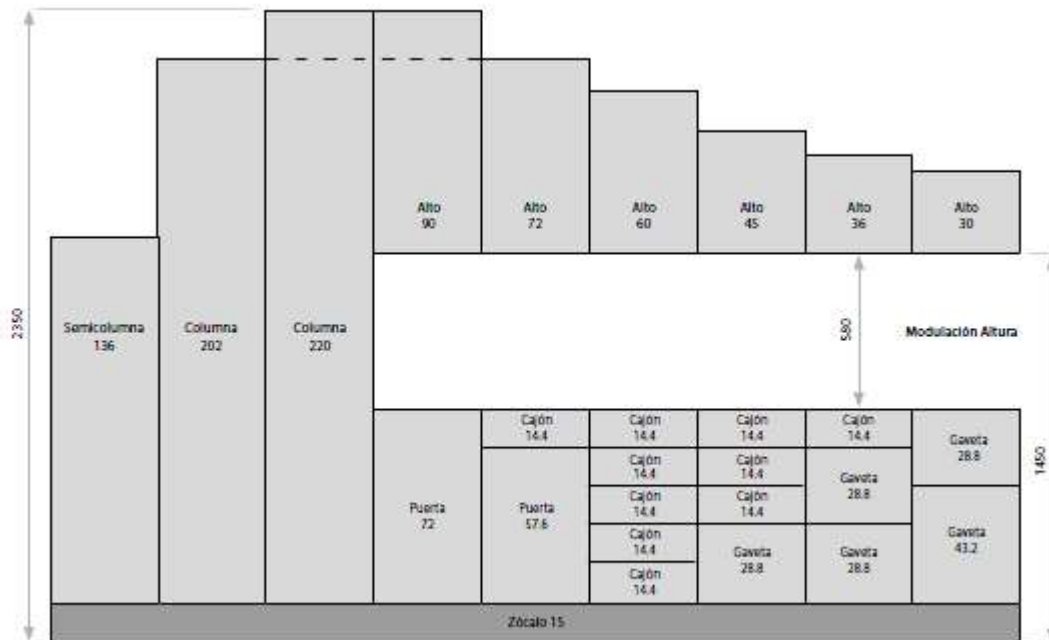 2350
Semicolumna
136
Columna
202
Columna
220
Alto
90
Alto
72
Alto
60
Alto
45
Alto
36
Alto
30
580
Modulación Altura
1450
Puerta
72
Cajón
14.4
Puerta
57.6
Cajón
14.4
Cajón
14.4
Cajón
14.4
Cajón
14.4
Cajón
14.4
Cajón
14.4
Cajón
14.4
Cajón
14.4
Gaveta
28.8
Cajón
14.4
Gaveta
28.8
Gaveta
28.8
Gaveta
28.8
Gaveta
43.2
Zócalo 15